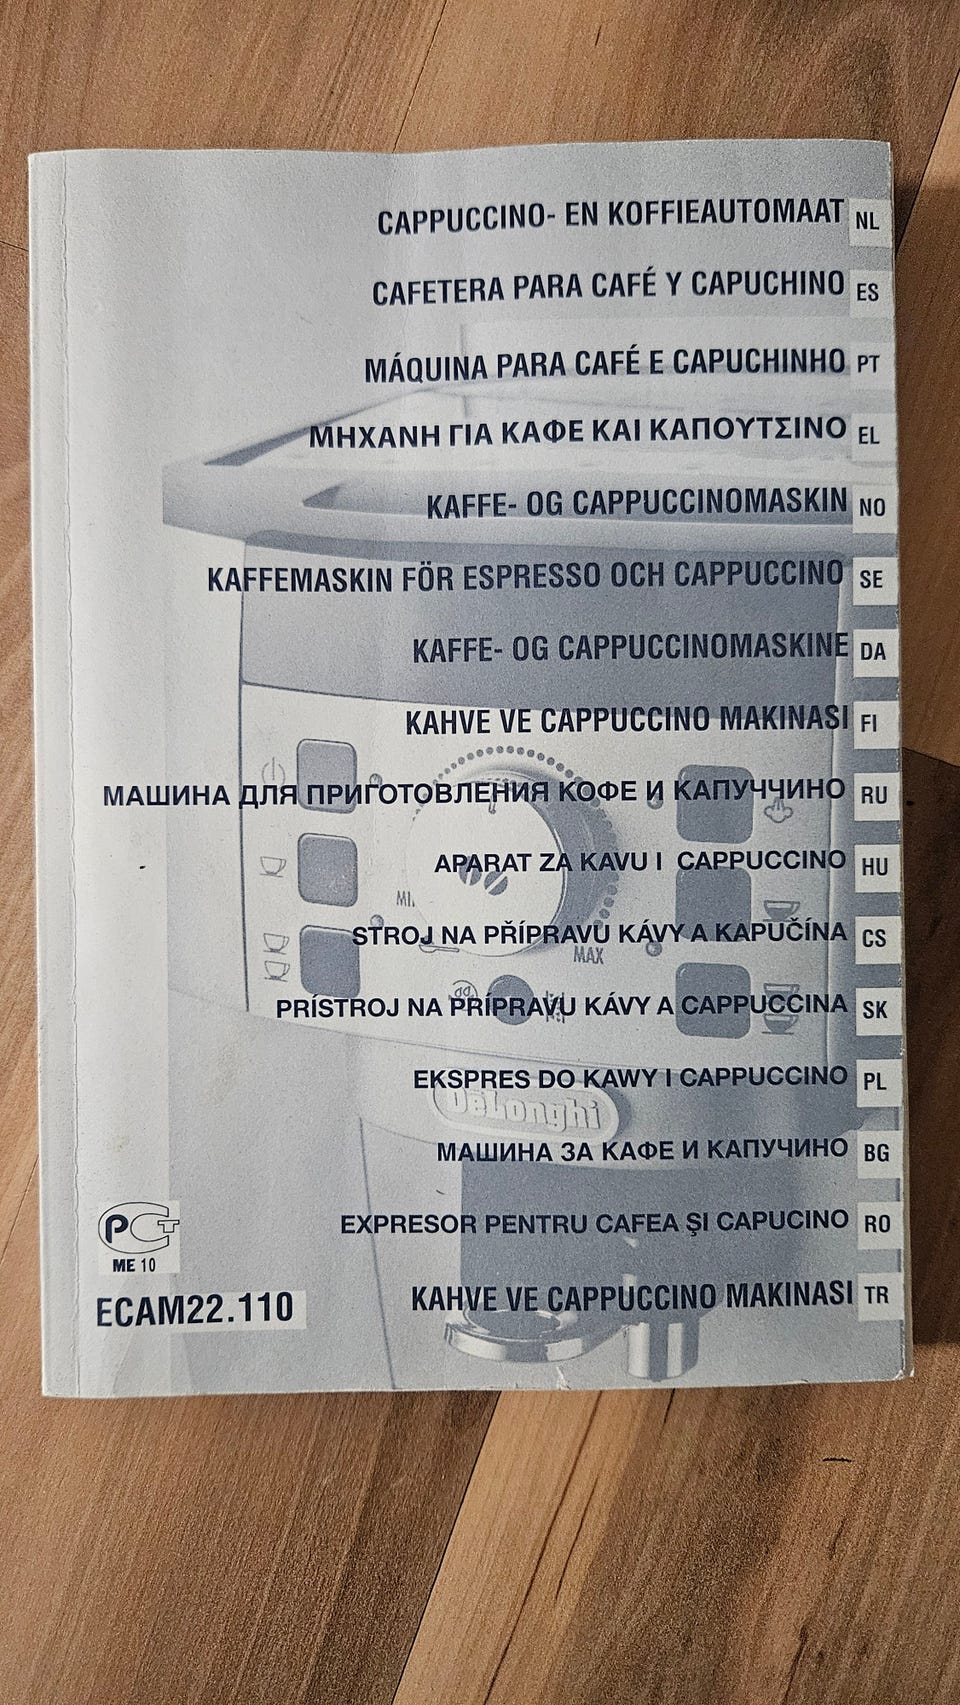 CAPPUCCINO- EN KOFFIEAUTOMAAT NL
CAFETERA PARA CAFÉ Y CAPUCHINO ES
MÁQUINA PARA CAFÉ E CAPUCHINHO PT
ΜΗΧΑΝΗ ΓΙΑ ΚΑΦΕ ΚΑΙ ΚΑΠΟΥΤΣΙΝΟ EL
KAFFE- OG CAPPUCCINOMASKIN NO
KAFFEMASKIN FÖR ESPRESSO OCH CAPPUCCINO SE
KAFFE- OG CAPPUCCINOMASKINE DA
KAHVE VE CAPPUCCINO MAKINASI FI
МАШИНА ДЛЯ ПРИГОТОВЛЕНИЯ КОФЕ И КАПУЧЧИНО RU
APARAT ZA KAVU I CAPPUCCINO HU
STROJ NA PŘÍPRAVU KÁVY A KAPUČÍNA CS
MAX
PRÍSTROJ NA PRÍPRAVU KÁVY A CAPPUCCINA SK
EKSPRES DO KAWY I CAPPUCCINO PL
DeLonghi
МАШИНА ЗА КАФЕ И КАПУЧИНО BG
EXPRESOR PENTRU CAFEA ŞI CAPUCINO RO
РСТ
ME 10
ECAM22.110
KAHVE VE CAPPUCCINO MAKINASI TR